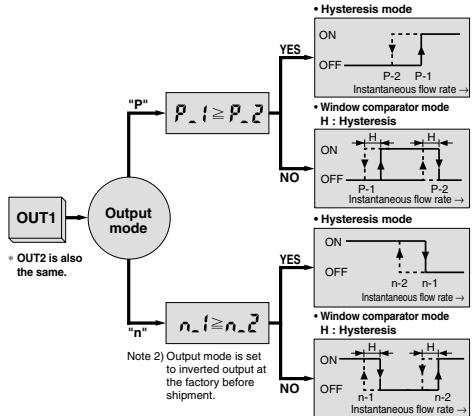 • Hysteresis mode
YES
ON
OFF
P-2 P-1
Instantaneous flow rate →
"P"
P_1 ≧ P_2
• Window comparator mode
H : Hysteresis
H H
ON
OFF
NO
P-1 P-2
Instantaneous flow rate →
OUT1
Output
mode
* OUT2 is also
the same.
• Hysteresis mode
YES
ON
OFF
n-2 n-1
Instantaneous flow rate →
n_1 ≧ n_2
"n"
• Window comparator mode
H : Hysteresis
Note 2) Output mode is set
to inverted output at
the factory before
shipment.
H H
ON
OFF
NO
n-1 n-2
Instantaneous flow rate →